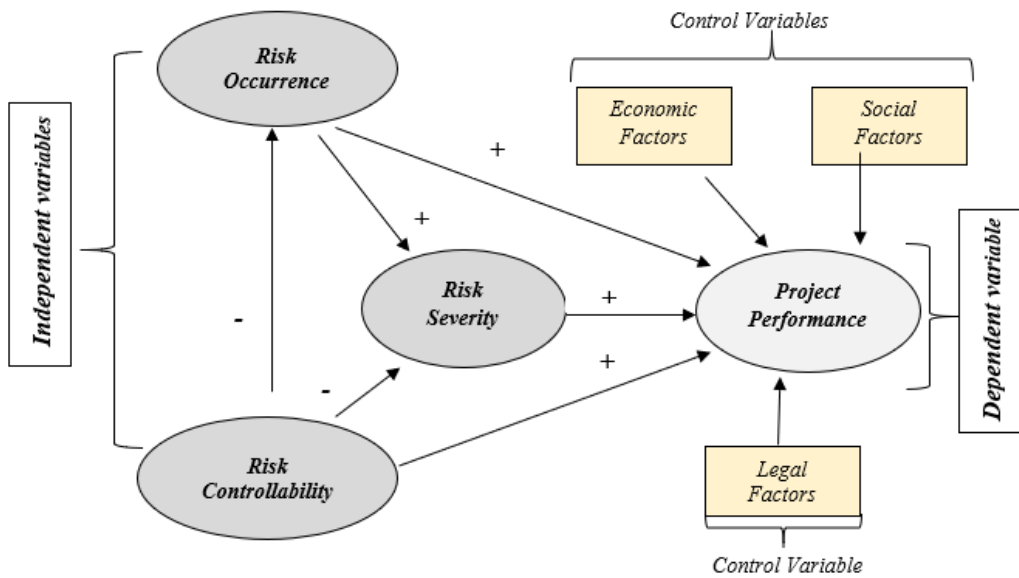 Control Variables
Risk
Occurrence
Economic
Factors
Social
Factors
Independent variables
+
+
Risk
Severity
+
Project
Performance
Dependent variable
-
+
-
Risk
Controllability
Legal
Factors
Control Variable